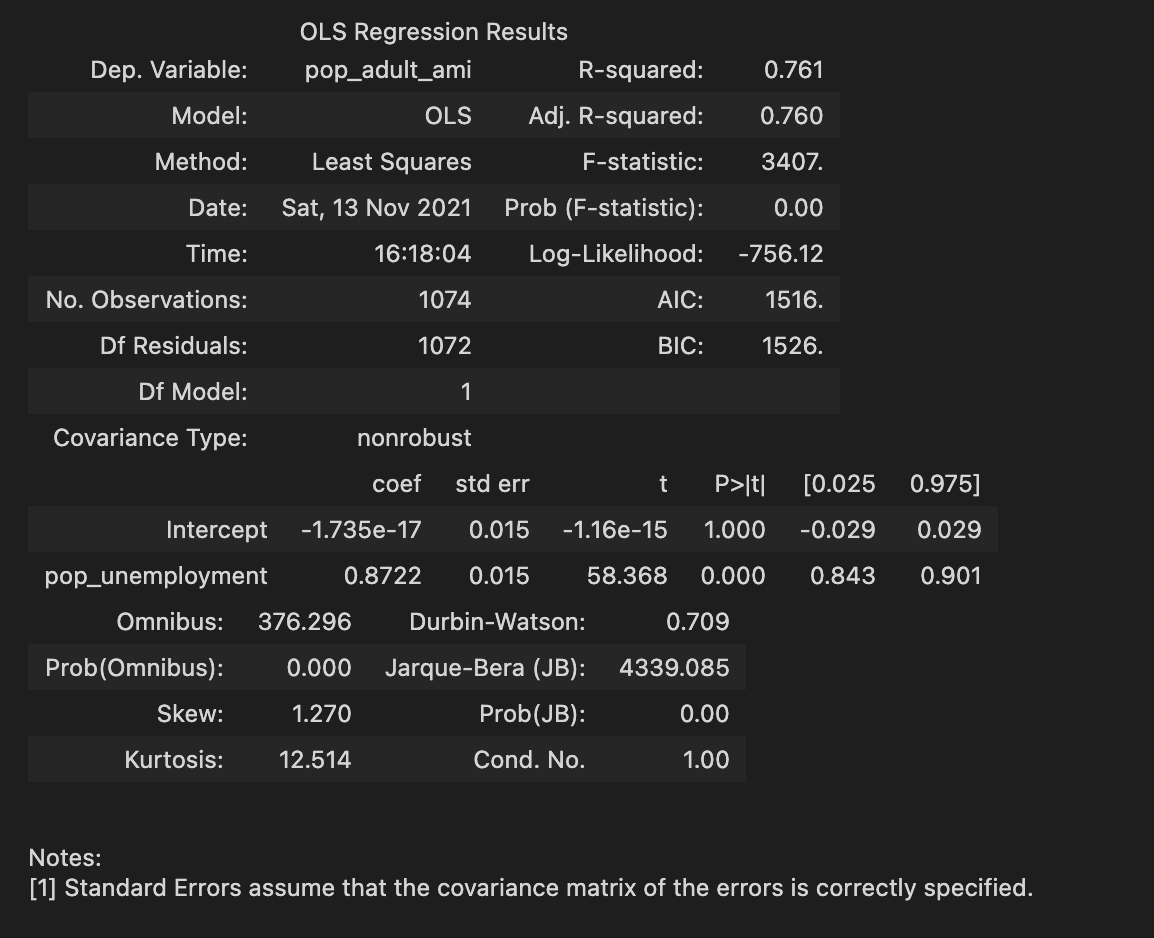 OLS Regression Results
Dep. Variable: pop_adult_ami R-squared: 0.761
Model: OLS Adj. R-squared: 0.760
Method: Least Squares F-statistic: 3407.
Date: Sat, 13 Nov 2021 Prob (F-statistic): 0.00
Time: 16:18:04 Log-Likelihood: -756.12
No. Observations: 1074 AIC: 1516.
Df Residuals: 1072 BIC: 1526.
Df Model: 1
Covariance Type: nonrobust
coef std err t P>|t| [0.025 0.975]
Intercept -1.735e-17 0.015 -1.16e-15 1.000 -0.029 0.029
pop_unemployment 0.8722 0.015 58.368 0.000 0.843 0.901
Omnibus: 376.296 Durbin-Watson: 0.709
Prob(Omnibus): 0.000 Jarque-Bera (JB): 4339.085
Skew: 1.270 Prob(JB): 0.00
Kurtosis: 12.514 Cond. No. 1.00
Notes:
[1] Standard Errors assume that the covariance matrix of the errors is correctly specified.